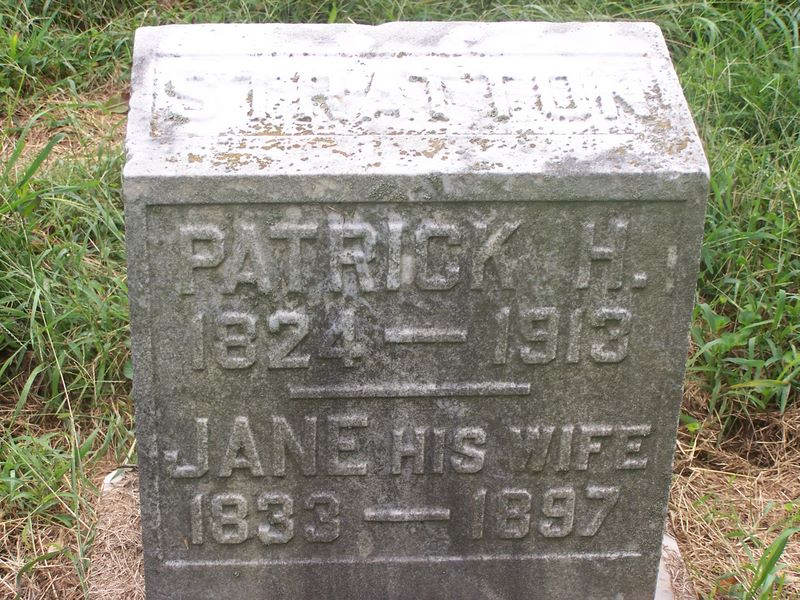 STRATTON
PATRICK H.
1824 — 1913
JANE HIS WIFE
1833 — 1897